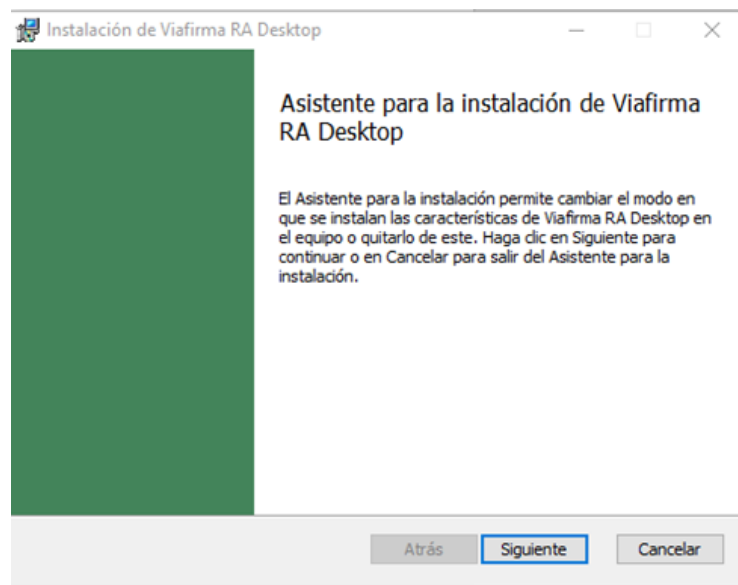 Instalación de Viafirma RA Desktop
Asistente para la instalación de Viafirma
RA Desktop
El Asistente para la instalación permite cambiar el modo en
que se instalan las características de Viafirma RA Desktop en
el equipo o quitarlo de este. Haga clic en Siguiente para
continuar o en Cancelar para salir del Asistente para la
instalación.
Atrás
Siguiente
Cancelar